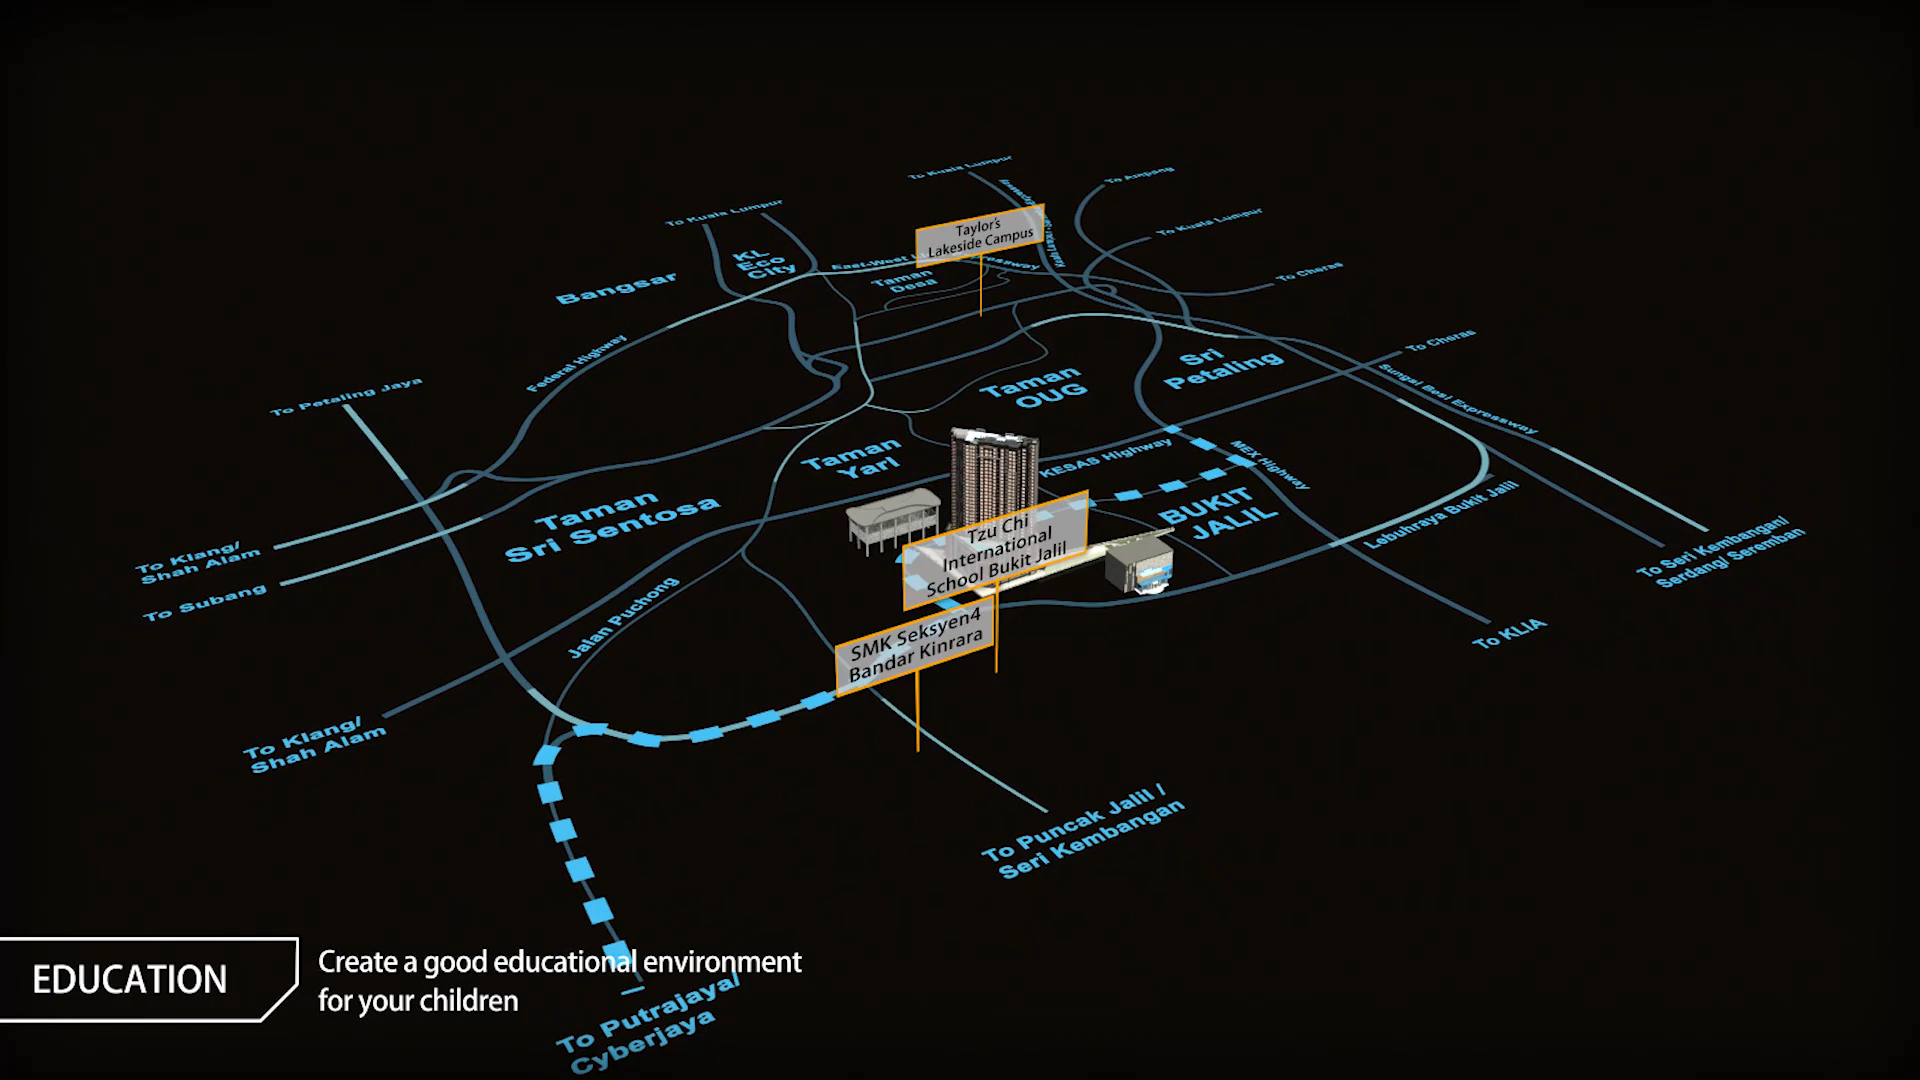 To Kuala Lumpur
To Ampang
To Kuala Lumpur
To Kuala Lumpur
Taylor's
Lakeside Campus
KL
Eco
City
Bangsar
East-West
Taman
Desa
To Cheras
Federal Highway
To Cheras
Sri
Petaling
Taman
OUG
To Petaling Jaya
Sungai Besi Expressway
Taman
Yarl
KESAS Highway
MEX Highway
Taman
Sri Sentosa
BUKIT
JALIL
Lebuhraya Bukit Jalil
Tzu Chi
International
School Bukit Jalil
To Klang/
Shah Alam
To Subang
To Seri Kembangan/
Serdang/ Seremban
Jalan Puchong
SMK Seksyen4
Bandar Kinrara
To KLIA
To Klang/
Shah Alam
To Puncak Jalil /
Seri Kembangan
EDUCATION
Create a good educational environment
for your children
To Putrajaya/
Cyberjaya